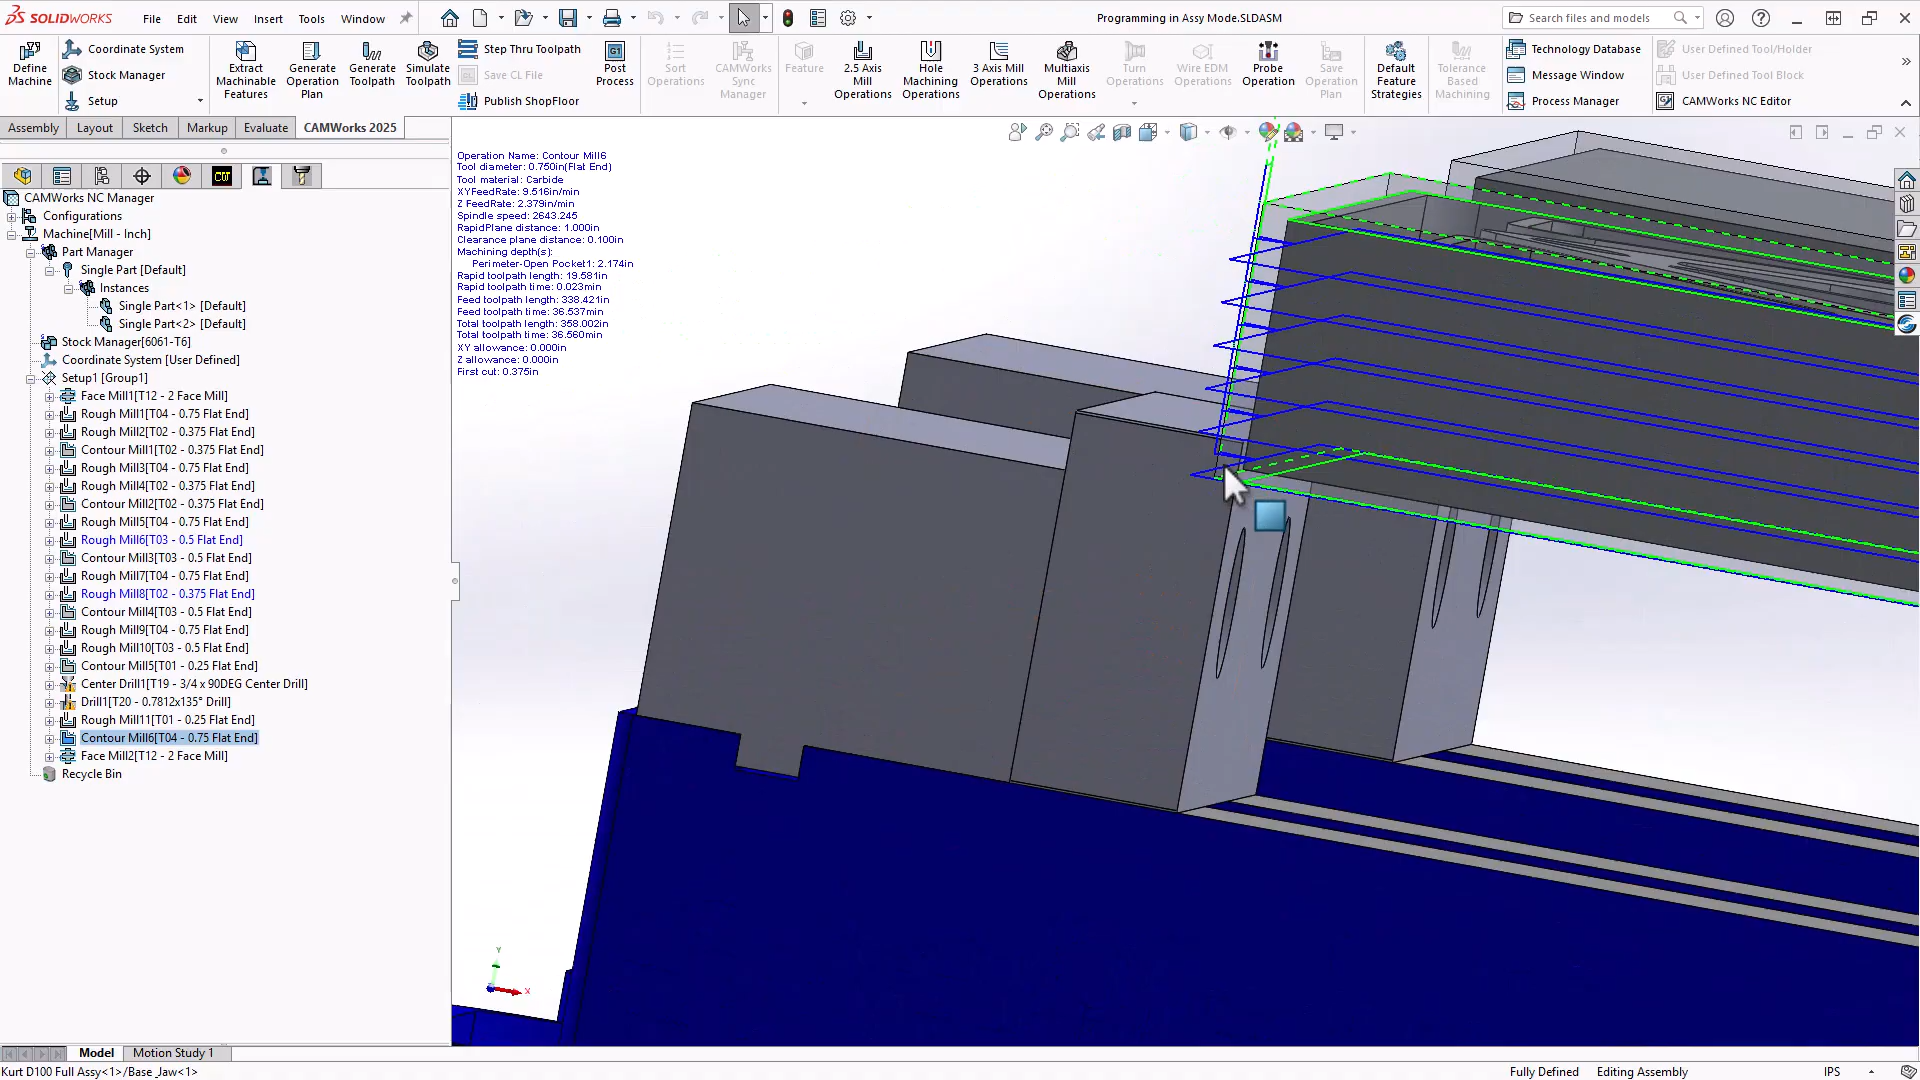 SOLIDWORKS
File
Edit
View
Insert
Tools
Window
Programming in Assy Mode.SLDASM
Search files and models
Define Machine
Coordinate System
Stock Manager
Setup
Extract Machinable Features
Generate Operation Plan
Generate Toolpath
Simulate Toolpath
Step Thru Toolpath
Save CL File
Publish ShopFloor
G1
Post Process
Sort Operations
CAMWorks Sync Manager
Feature
2.5 Axis Mill Operations
Hole Machining Operations
3 Axis Mill Operations
Multiaxis Mill Operations
Turn Operations
Wire EDM Operations
Probe Operation
Save Operation Plan
Default Feature Strategies
Tolerance Based Machining
Technology Database
Message Window
Process Manager
User Defined Tool/Holder
User Defined Tool Block
CAMWorks NC Editor
Assembly
Layout
Sketch
Markup
Evaluate
CAMWorks 2025
CAMWorks NC Manager
Configurations
Machine[Mill - Inch]
Part Manager
Single Part [Default]
Instances
Single Part<1> [Default]
Single Part<2> [Default]
Stock Manager[6061-T6]
Coordinate System [User Defined]
Setup1 [Group1]
Face Mill1[T12 - 2 Face Mill]
Rough Mill1[T04 - 0.75 Flat End]
Rough Mill2[T02 - 0.375 Flat End]
Contour Mill1[T02 - 0.375 Flat End]
Rough Mill3[T04 - 0.75 Flat End]
Rough Mill4[T02 - 0.375 Flat End]
Contour Mill2[T02 - 0.375 Flat End]
Rough Mill5[T04 - 0.75 Flat End]
Rough Mill6[T03 - 0.5 Flat End]
Contour Mill3[T03 - 0.5 Flat End]
Rough Mill7[T04 - 0.75 Flat End]
Rough Mill8[T02 - 0.375 Flat End]
Contour Mill4[T03 - 0.5 Flat End]
Rough Mill9[T04 - 0.75 Flat End]
Rough Mill10[T03 - 0.5 Flat End]
Contour Mill5[T01 - 0.25 Flat End]
Center Drill1[T19 - 3/4 x 90DEG Center Drill]
Drill1[T20 - 0.7812x135° Drill]
Rough Mill11[T01 - 0.25 Flat End]
Contour Mill6[T04 - 0.75 Flat End]
Face Mill2[T12 - 2 Face Mill]
Recycle Bin
Operation Name: Contour Mill6
Tool diameter: 0.750in(Flat End)
Tool material: Carbide
XYFeedRate: 9.516in/min
Z FeedRate: 2.379in/min
Spindle speed: 2643.245
RapidPlane distance: 1.000in
Clearance plane distance: 0.100in
Machining depth(s):
Perimeter-Open Pocket1: 2.174in
Rapid toolpath length: 19.581in
Rapid toolpath time: 0.023min
Feed toolpath length: 338.421in
Feed toolpath time: 36.537min
Total toolpath length: 358.002in
Total toolpath time: 36.560min
XY allowance: 0.000in
Z allowance: 0.000in
First cut: 0.375in
Y
X
Model
Motion Study 1
Kurt D100 Full Assy<1>/Base_Jaw<1>
Fully Defined
Editing Assembly
IPS